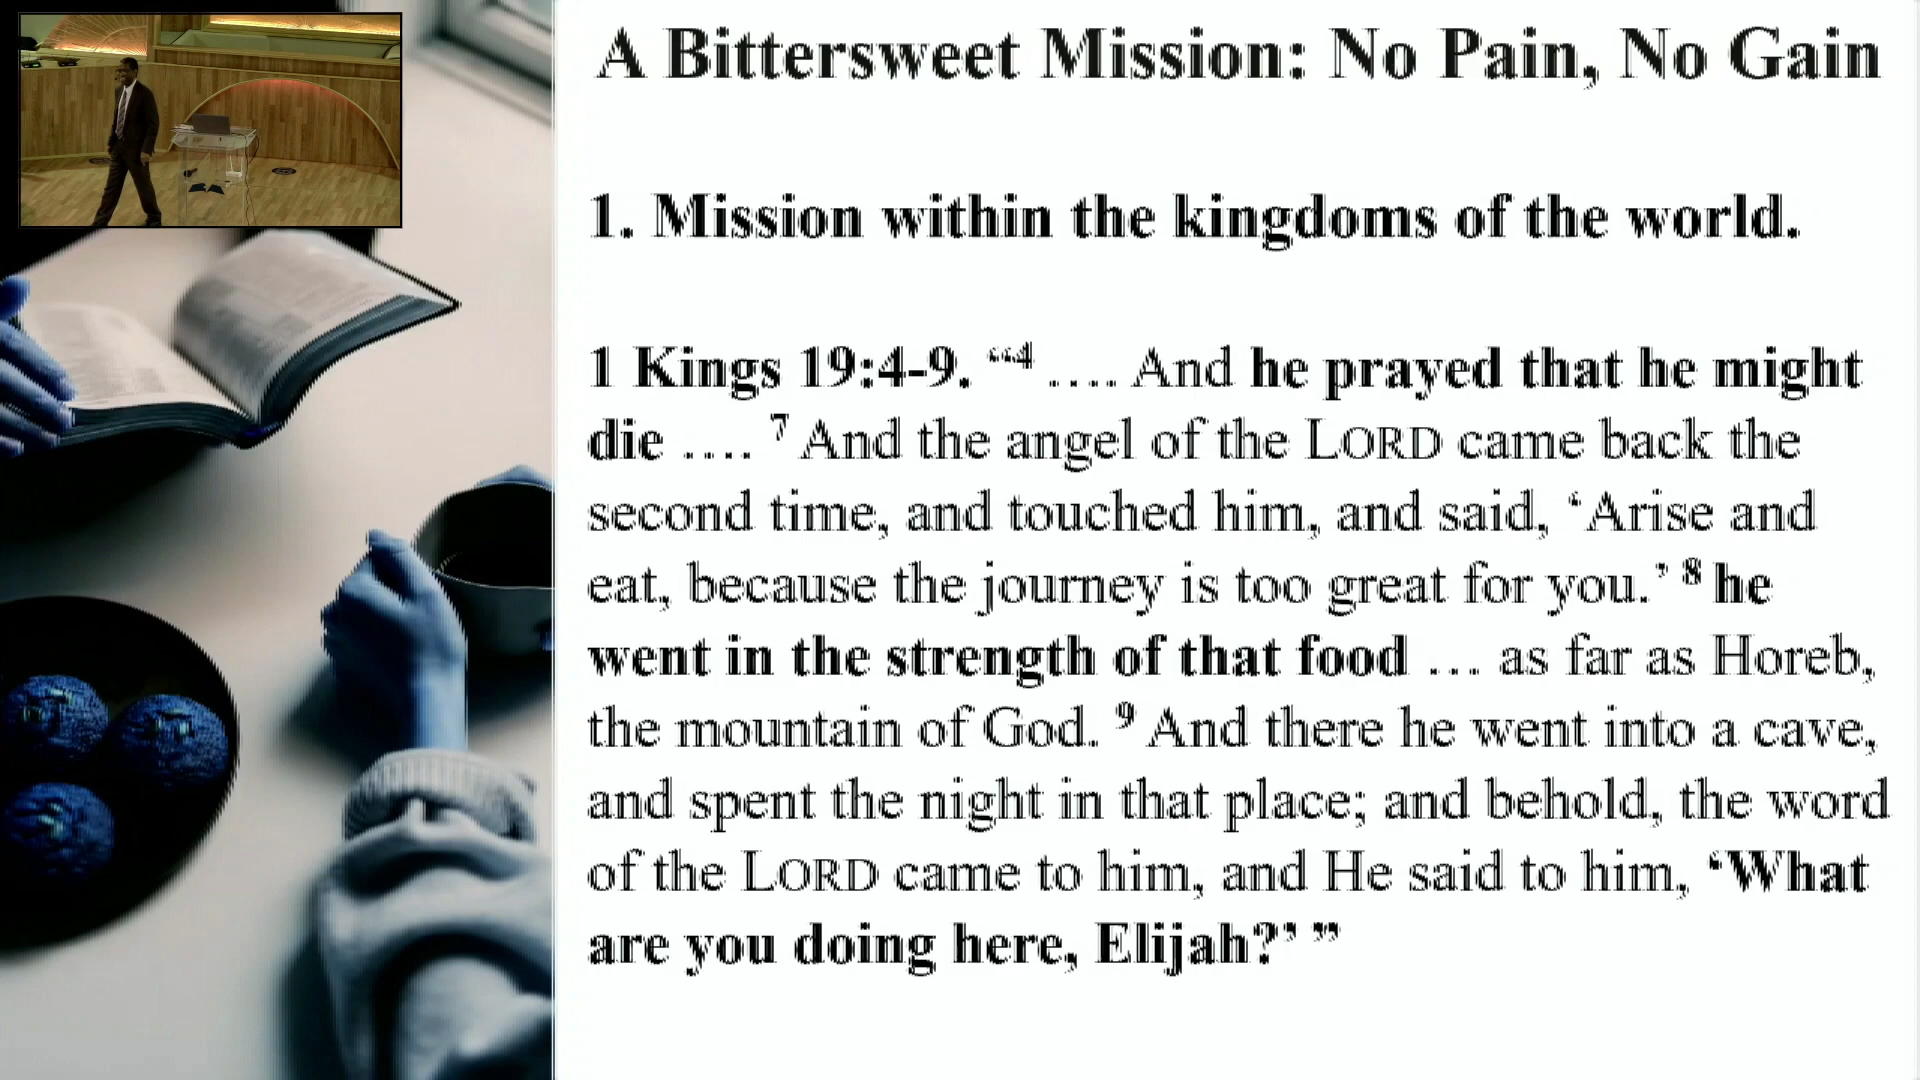 A Bittersweet Mission: No Pain, No Gain
1. Mission within the kingdoms of the world.
1 Kings 19:4-9. “⁴ …. And he prayed that he might
die …. ⁷ And the angel of the LORD came back the
second time, and touched him, and said, ‘Arise and
eat, because the journey is too great for you.’ ⁸ he
went in the strength of that food … as far as Horeb,
the mountain of God. ⁹ And there he went into a cave,
and spent the night in that place; and behold, the word
of the LORD came to him, and He said to him, ‘What
are you doing here, Elijah?’ ”